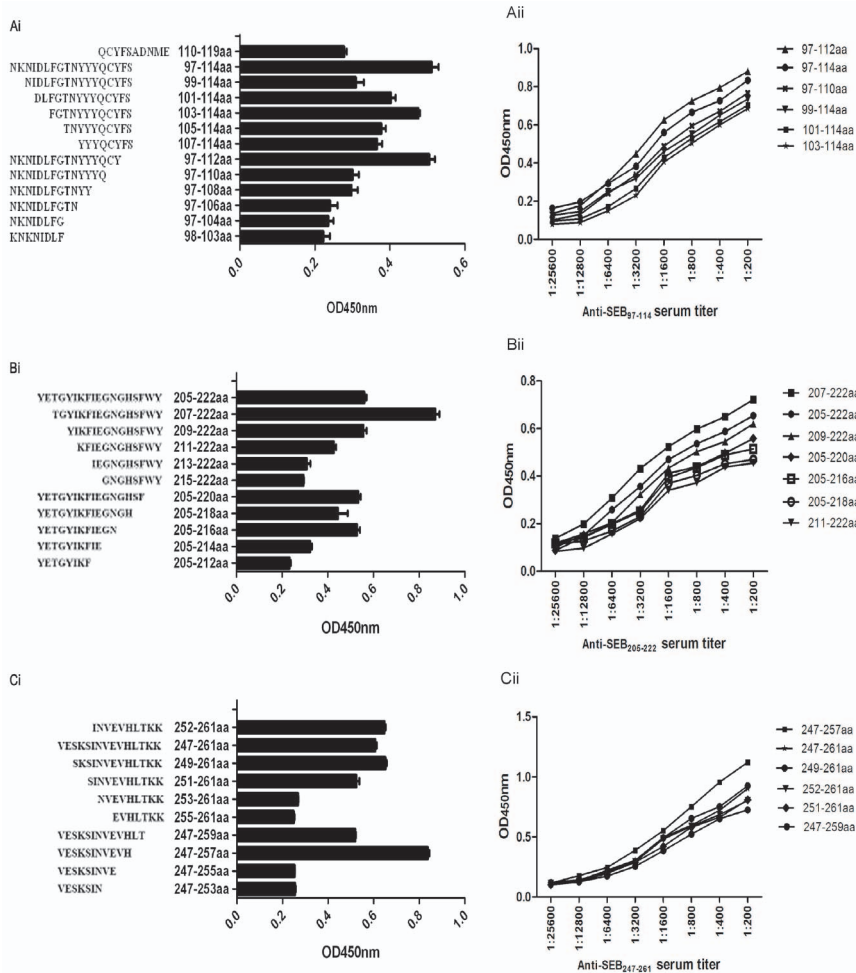 Ai
QCYFSADNME 110-119aa
NKNIDLFGTNYYYQCYFS 97-114aa
NIDLFGTNYYYQCYFS 99-114aa
DLFGTNYYYQCYFS 101-114aa
FGTNYYYQCYFS 103-114aa
TNYYYQCYFS 105-114aa
YYYQCYFS 107-114aa
NKNIDLFGTNYYYQCY 97-112aa
NKNIDLFGTNYYYQ 97-110aa
NKNIDLFGTNYY 97-108aa
NKNIDLFGTN 97-106aa
NKNIDLFG 97-104aa
KNKNIDLF 98-103aa
0.0 0.2 0.4 0.6
OD450nm
Aii
1.0
0.8
0.6
0.4
0.2
0.0
OD450nm
1:25600 1:12800 1:6400 1:3200 1:1600 1:800 1:400 1:200
Anti-SEB97-114 serum titer
97-112aa
97-114aa
97-110aa
99-114aa
101-114aa
103-114aa
Bi
YETGYIKFIEGNGHSFWY 205-222aa
TGYIKFIEGNGHSFWY 207-222aa
YIKFIEGNGHSFWY 209-222aa
KFIEGNGHSFWY 211-222aa
IEGNGHSFWY 213-222aa
GNGHSFWY 215-222aa
YETGYIKFIEGNGHSF 205-220aa
YETGYIKFIEGNGH 205-218aa
YETGYIKFIEGN 205-216aa
YETGYIKFIE 205-214aa
YETGYIKF 205-212aa
0.0 0.2 0.4 0.6 0.8 1.0
OD450nm
Bii
0.8
0.6
0.4
0.2
0.0
OD450nm
1:25600 1:12800 1:6400 1:3200 1:1600 1:800 1:400 1:200
Anti-SEB205-222 serum titer
207-222aa
205-222aa
209-222aa
205-220aa
205-216aa
205-218aa
211-222aa
Ci
INVEVHLTKK 252-261aa
VESKSINVEVHLTKK 247-261aa
SKSINVEVHLTKK 249-261aa
SINVEVHLTKK 251-261aa
NVEVHLTKK 253-261aa
EVHLTKK 255-261aa
VESKSINVEVHLT 247-259aa
VESKSINVEVH 247-257aa
VESKSINVE 247-255aa
VESKSIN 247-253aa
0.0 0.2 0.4 0.6 0.8 1.0
OD450nm
Cii
1.5
1.0
0.5
0.0
OD450nm
1:25600 1:12800 1:6400 1:3200 1:1600 1:800 1:400 1:200
Anti-SEB247-261 serum titer
247-257aa
247-261aa
249-261aa
252-261aa
251-261aa
247-259aa